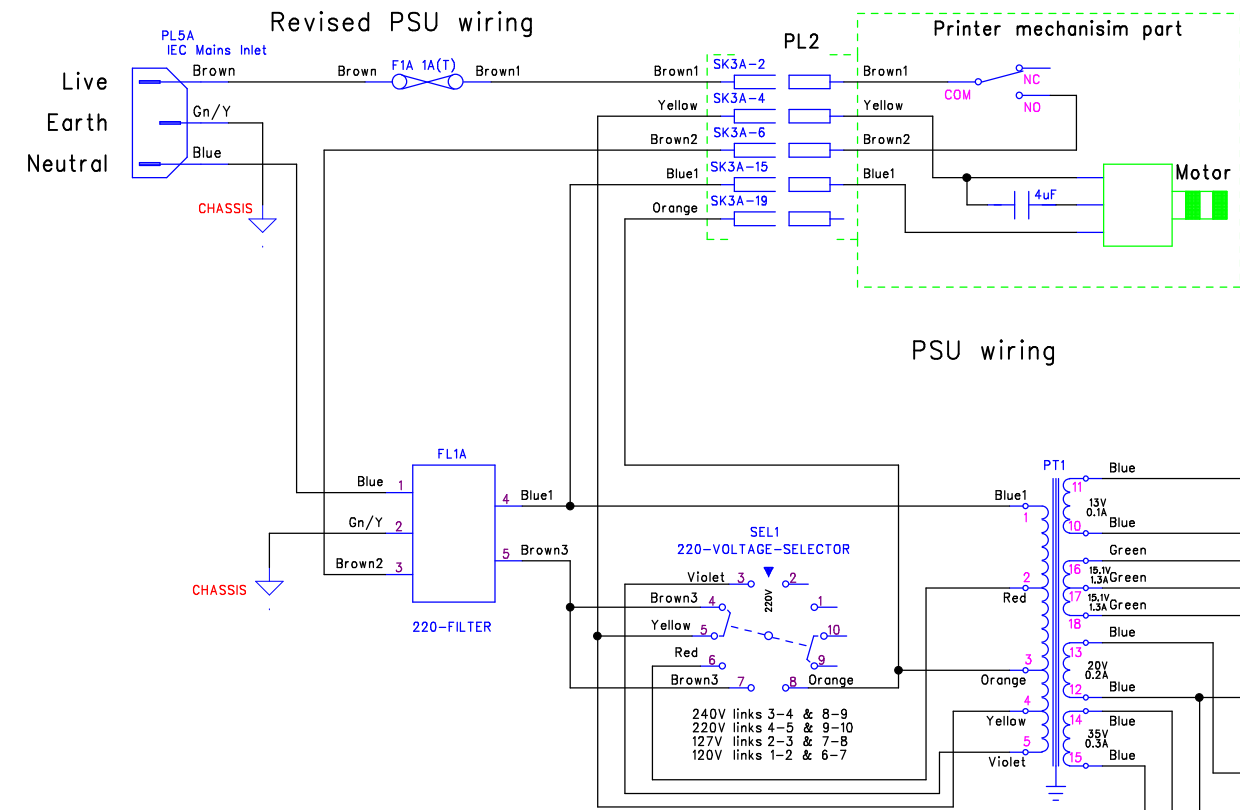 Revised PSU wiring
PL5A
IEC Mains Inlet
Live
Brown
Brown
F1A 1A(T)
Brown1
Earth
Gn/Y
Neutral
Blue
CHASSIS
PL2
Brown1
SK3A-2
Yellow
SK3A-4
Brown2
SK3A-6
Blue1
SK3A-15
Orange
SK3A-19
Printer mechanisim part
Brown1
COM
NC
NO
Yellow
Brown2
Blue1
4uF
Motor
PSU wiring
FL1A
Blue
1
Gn/Y
2
Brown2
3
4
Blue1
5
Brown3
220-FILTER
CHASSIS
SEL1
220-VOLTAGE-SELECTOR
220V
Violet
3
2
Brown3
4
1
Yellow
5
10
Red
6
9
Brown3
7
8
Orange
240V links 3-4 & 8-9
220V links 4-5 & 9-10
127V links 2-3 & 7-8
120V links 1-2 & 6-7
PT1
Blue1
1
2
Red
3
Orange
4
Yellow
5
Violet
Blue
11
13V
0.1A
10
Blue
Green
16
15.1V
1.3A
Green
17
15.1V
1.3A
Green
18
Blue
13
20V
0.2A
12
Blue
14
Blue
35V
0.3A
15
Blue